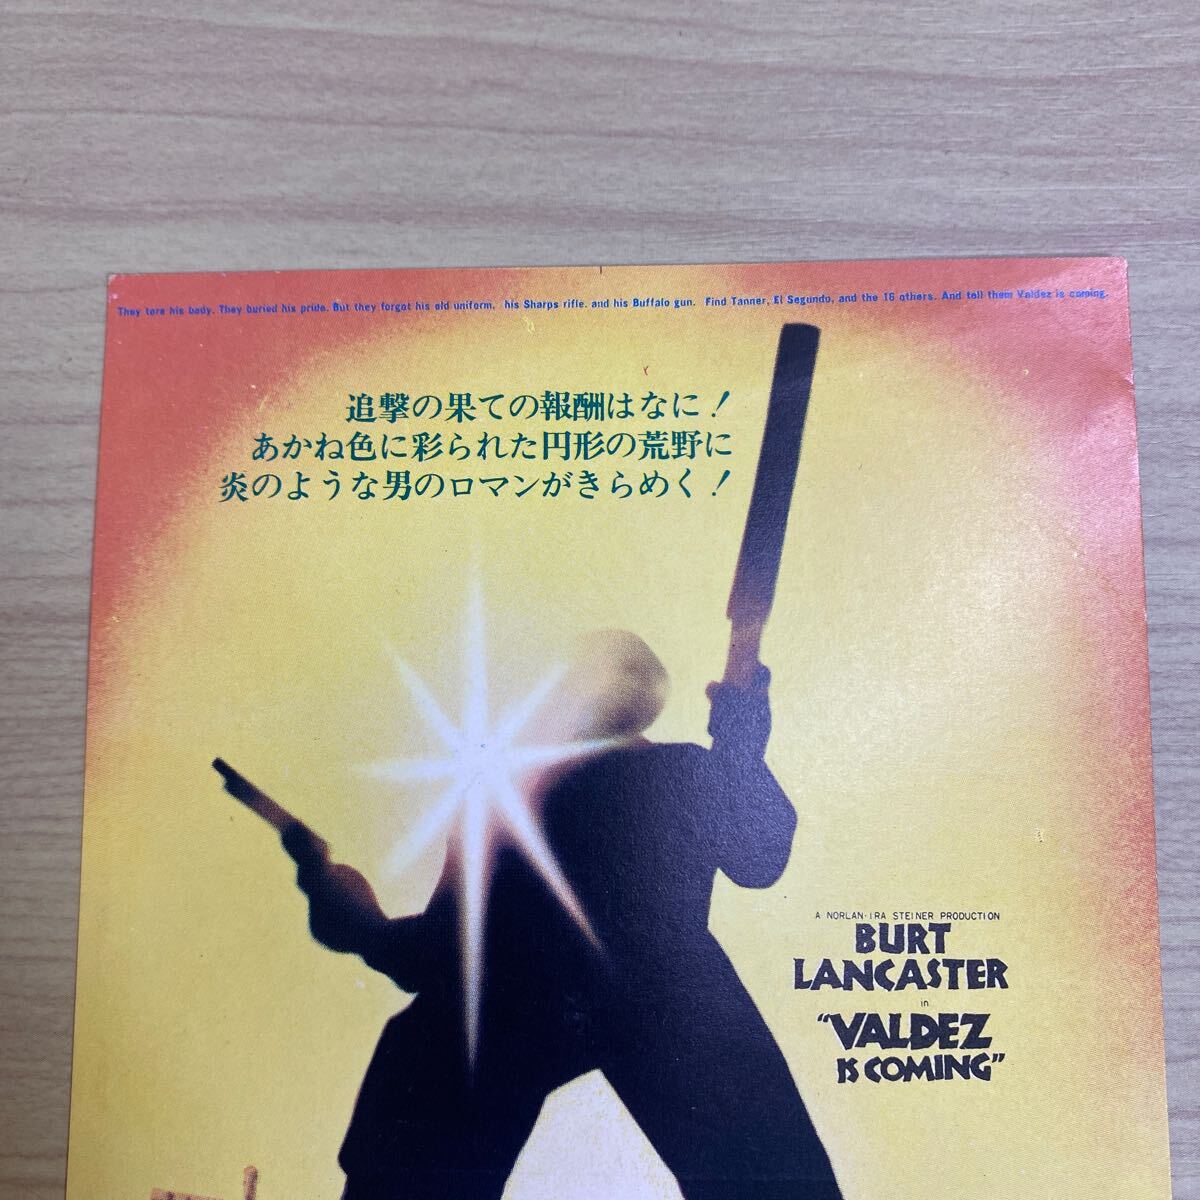 They tore his body. They buried his pride. But they forgot his old uniform. his Sharps rifle. and his Buffalo gun. Find Tanner, El Segundo, and the 16 others. And tell them Valdez is coming.
追撃の果ての報酬はなに！
あかね色に彩られた円形の荒野に
炎のような男のロマンがきらめく！
A NORLAN-IRA STEINER PRODUCTION
BURT
LANCASTER
in
“VALDEZ
IS COMING”